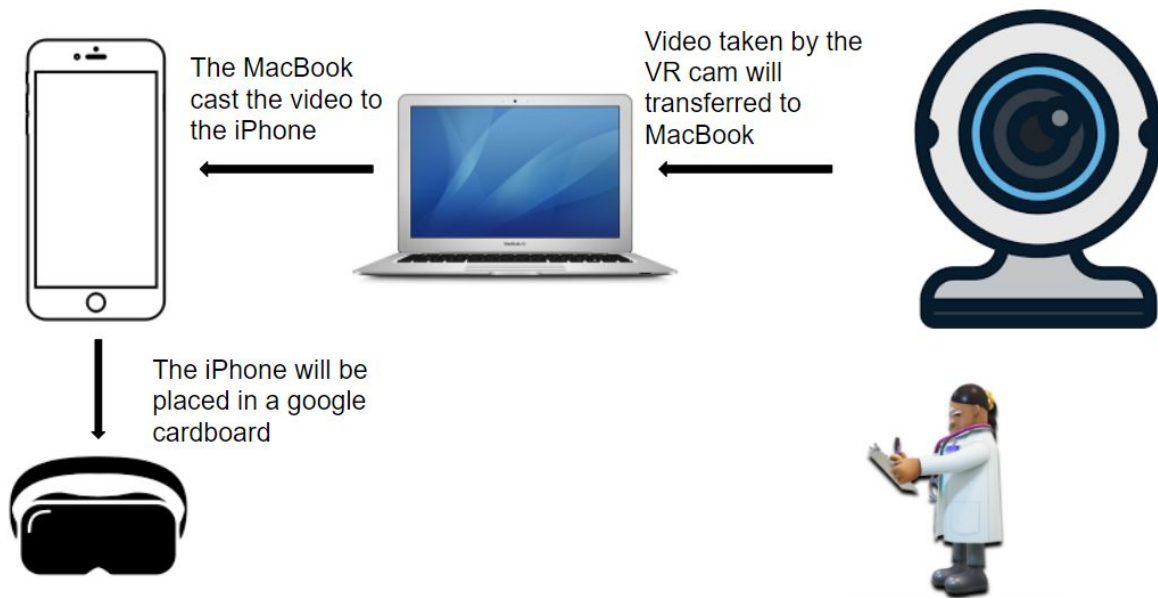 The MacBook
cast the video to
the iPhone
Video taken by the
VR cam will
transferred to
MacBook
The iPhone will be
placed in a google
cardboard